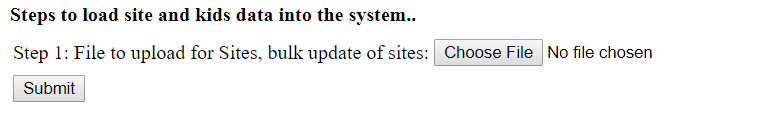 Steps to load site and kids data into the system..
Step 1: File to upload for Sites, bulk update of sites: Choose File No file chosen
Submit